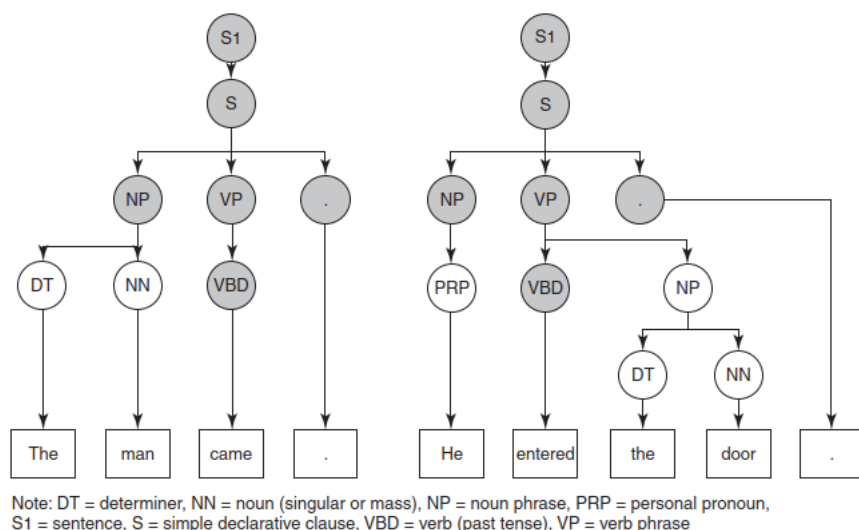 S1 S1
S S
NP VP . NP VP .
DT NN VBD PRP VBD NP
DT NN
The man came . He entered the door .
Note: DT = determiner, NN = noun (singular or mass), NP = noun phrase, PRP = personal pronoun,
S1 = sentence, S = simple declarative clause, VBD = verb (past tense), VP = verb phrase